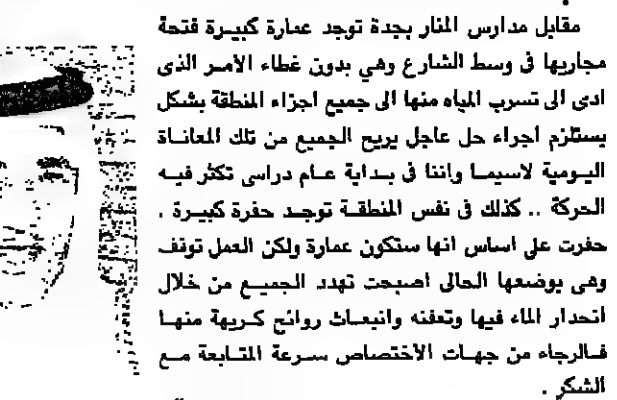 مقابل مدارس المنار بجدة توجد عمارة كبيرة فتحة
مجاريها في وسط الشارع وهي بدون غطاء الأمر الذى
ادى الى تسرب المياه منها الى جميع اجزاء المنطقة بشكل
يستلزم اجراء حل عاجل يريح الجميع من تلك المعاناة
اليومية لاسيما واننا في بداية عام دراسى تكثر فيه
الحركة .. كذلك في نفس المنطقة توجد حفرة كبيرة .
حفرت على اساس انها ستكون عمارة ولكن العمل توقف
وهى بوضعها الحالى اصبحت تهدد الجميع من خلال
انحدار الماء فيها وتعفنه وانبعاث روائح كريهة منها
فالرجاء من جهات الأختصاص سرعة المتابعة مع
الشكر .